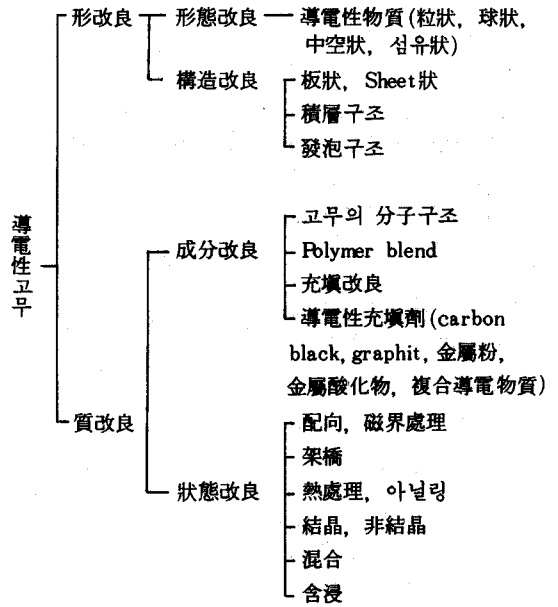 形改良 形態改良 導電性物質(粒狀, 球狀,
中空狀, 섬유狀)
構造改良 板狀, Sheet狀
積層구조
發泡구조
導電性고무
고무의 分子구조
成分改良 Polymer blend
充塡改良
導電性充塡劑(carbon
black, graphit, 金屬粉,
金屬酸化物, 複合導電物質)
質改良 配向, 磁界處理
架橋
狀態改良 熱處理, 아닐링
結晶, 非結晶
混合
含浸